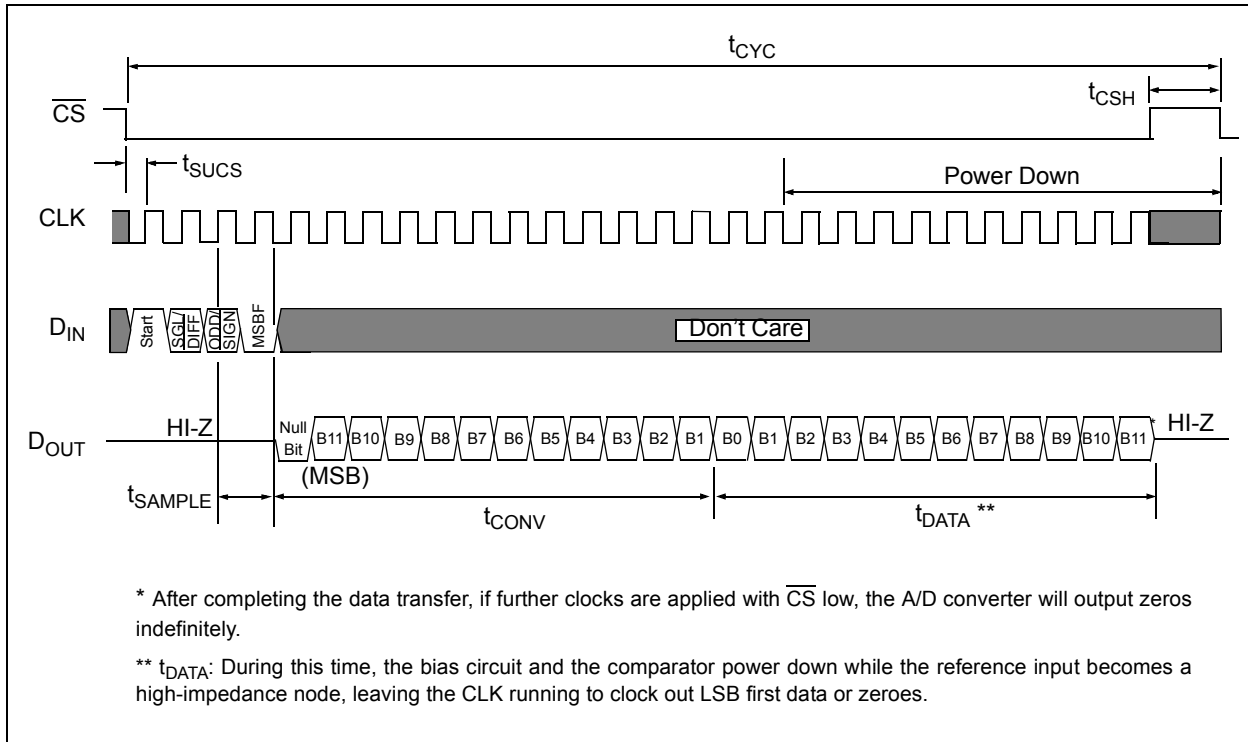 tCYC
tCSH
CS
tSUCS
Power Down
CLK
DIN
Start
SGL/
DIFF
ODD/
SIGN
MSBF
Don't Care
DOUT
HI-Z
Null
Bit
B11 B10 B9 B8 B7 B6 B5 B4 B3 B2 B1 B0 B1 B2 B3 B4 B5 B6 B7 B8 B9 B10 B11
* HI-Z
(MSB)
tSAMPLE
tCONV
tDATA **
* After completing the data transfer, if further clocks are applied with CS low, the A/D converter will output zeros
indefinitely.
** tDATA: During this time, the bias circuit and the comparator power down while the reference input becomes a
high-impedance node, leaving the CLK running to clock out LSB first data or zeroes.